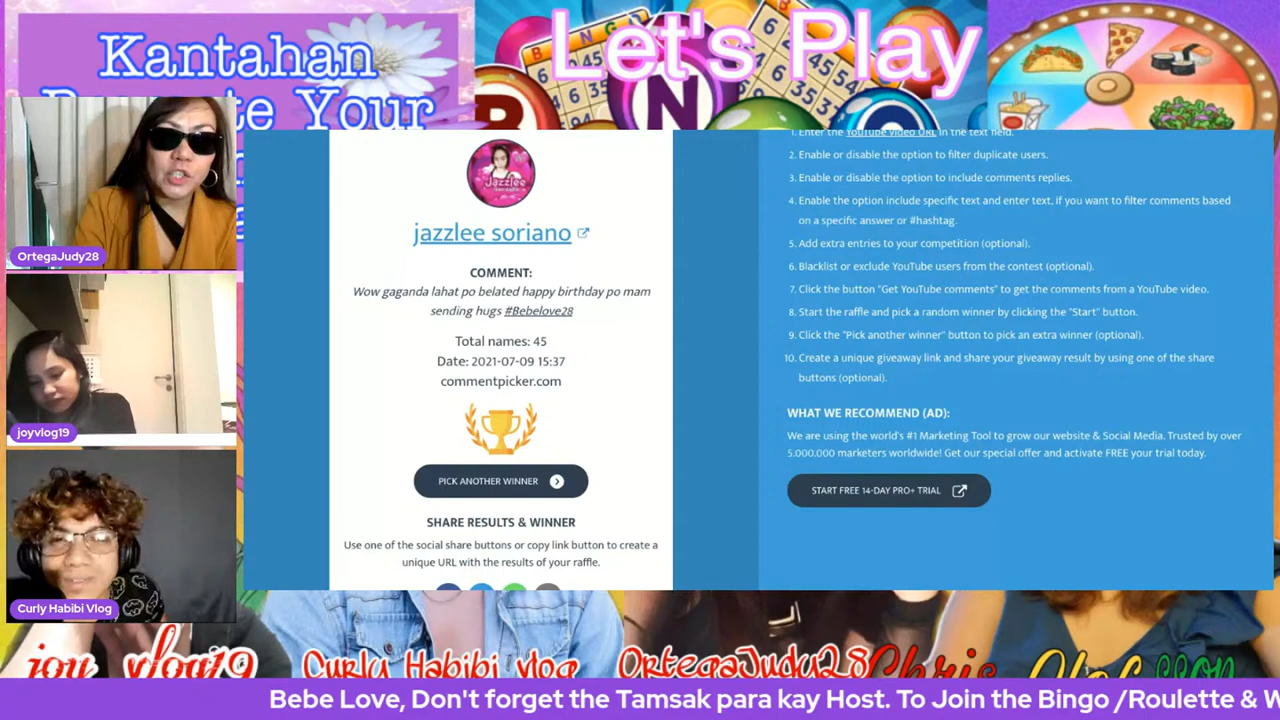 Kantahan
Let's Play
B I N G O
N
OrtegaJudy28
joyvlog19
Curly Habibi Vlog
Jazzlee
jazzlee soriano
COMMENT:
Wow gaganda lahat po belated happy birthday po mam
sending hugs #Bebelove28
Total names: 45
Date: 2021-07-09 15:37
commentpicker.com
PICK ANOTHER WINNER
SHARE RESULTS & WINNER
Use one of the social share buttons or copy link button to create a
unique URL with the results of your raffle.
1. Enter the YouTube video URL in the text field.
2. Enable or disable the option to filter duplicate users.
3. Enable or disable the option to include comments replies.
4. Enable the option include specific text and enter text, if you want to filter comments based
on a specific answer or #hashtag.
5. Add extra entries to your competition (optional).
6. Blacklist or exclude YouTube users from the contest (optional).
7. Click the button "Get YouTube comments" to get the comments from a YouTube video.
8. Start the raffle and pick a random winner by clicking the "Start" button.
9. Click the "Pick another winner" button to pick an extra winner (optional).
10. Create a unique giveaway link and share your giveaway result by using one of the share
buttons (optional).
WHAT WE RECOMMEND (AD):
We are using the world's #1 Marketing Tool to grow our website & Social Media. Trusted by over
5.000.000 marketers worldwide! Get our special offer and activate FREE your trial today.
START FREE 14-DAY PRO+ TRIAL
joy vlog19 Curly Habibi vlog OrtegaJudy28
Bebe Love, Don't forget the Tamsak para kay Host. To Join the Bingo /Roulette & W